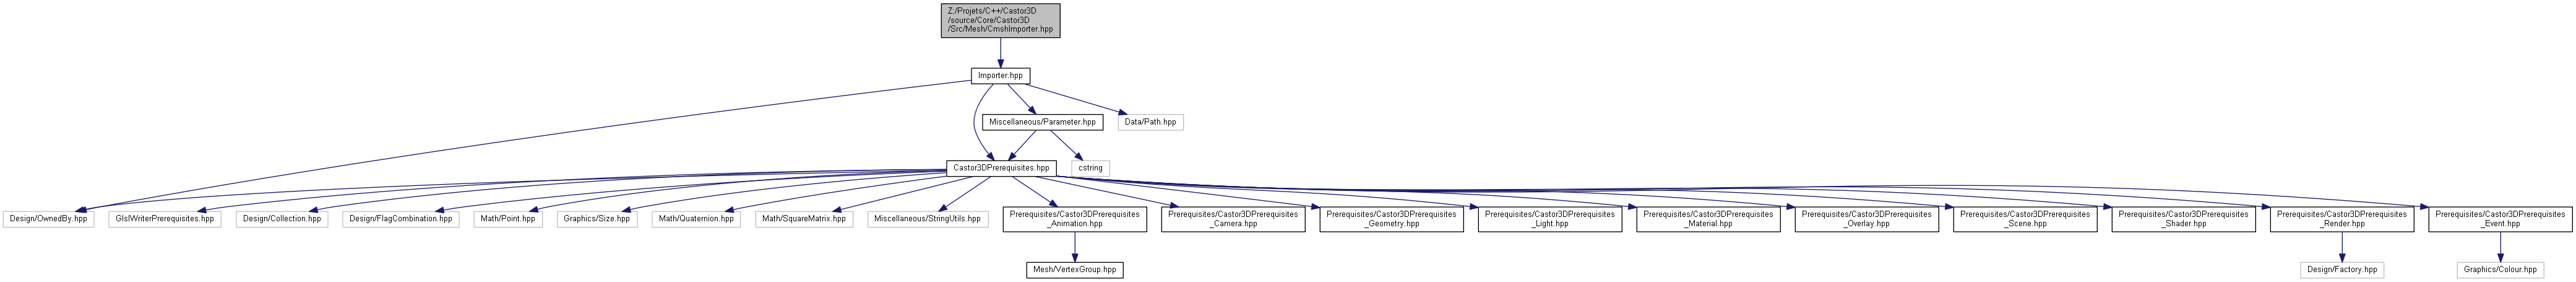 Z:/Projets/C++/Castor3D
/source/Core/Castor3D
/Src/Mesh/CmshImporter.hpp
Importer.hpp
Miscellaneous/Parameter.hpp
Data/Path.hpp
Castor3DPrerequisites.hpp
cstring
Design/OwnedBy.hpp
GlslWriterPrerequisites.hpp
Design/Collection.hpp
Design/FlagCombination.hpp
Math/Point.hpp
Graphics/Size.hpp
Math/Quaternion.hpp
Math/SquareMatrix.hpp
Miscellaneous/StringUtils.hpp
Prerequisites/Castor3DPrerequisites
_Animation.hpp
Prerequisites/Castor3DPrerequisites
_Camera.hpp
Prerequisites/Castor3DPrerequisites
_Geometry.hpp
Prerequisites/Castor3DPrerequisites
_Light.hpp
Prerequisites/Castor3DPrerequisites
_Material.hpp
Prerequisites/Castor3DPrerequisites
_Overlay.hpp
Prerequisites/Castor3DPrerequisites
_Scene.hpp
Prerequisites/Castor3DPrerequisites
_Shader.hpp
Prerequisites/Castor3DPrerequisites
_Render.hpp
Prerequisites/Castor3DPrerequisites
_Event.hpp
Mesh/VertexGroup.hpp
Design/Factory.hpp
Graphics/Colour.hpp